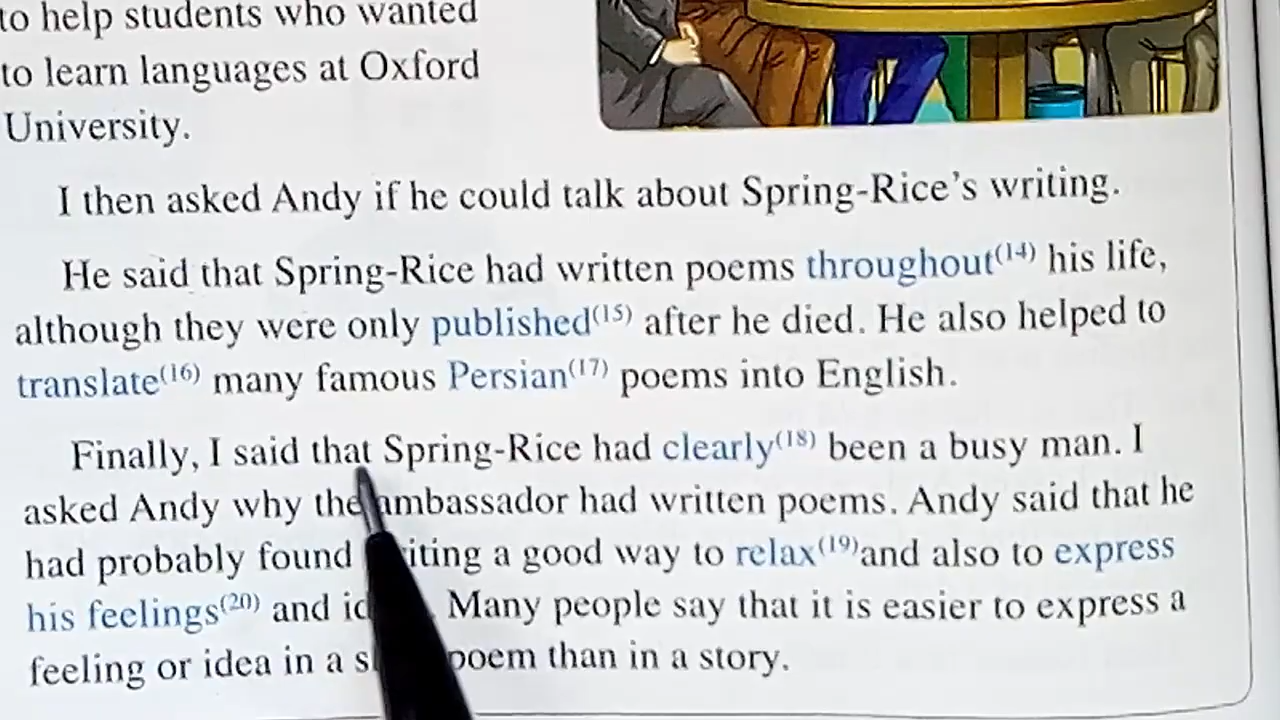 to help students who wanted
to learn languages at Oxford
University.
I then asked Andy if he could talk about Spring-Rice's writing.
He said that Spring-Rice had written poems throughout(14) his life,
although they were only published(15) after he died. He also helped to
translate(16) many famous Persian(17) poems into English.
Finally, I said that Spring-Rice had clearly(18) been a busy man. I
asked Andy why the ambassador had written poems. Andy said that he
had probably found a good way to relax(19)and also to express
his feelings(20) and Many people say that it is easier to express a
feeling or idea in a poem than in a story.